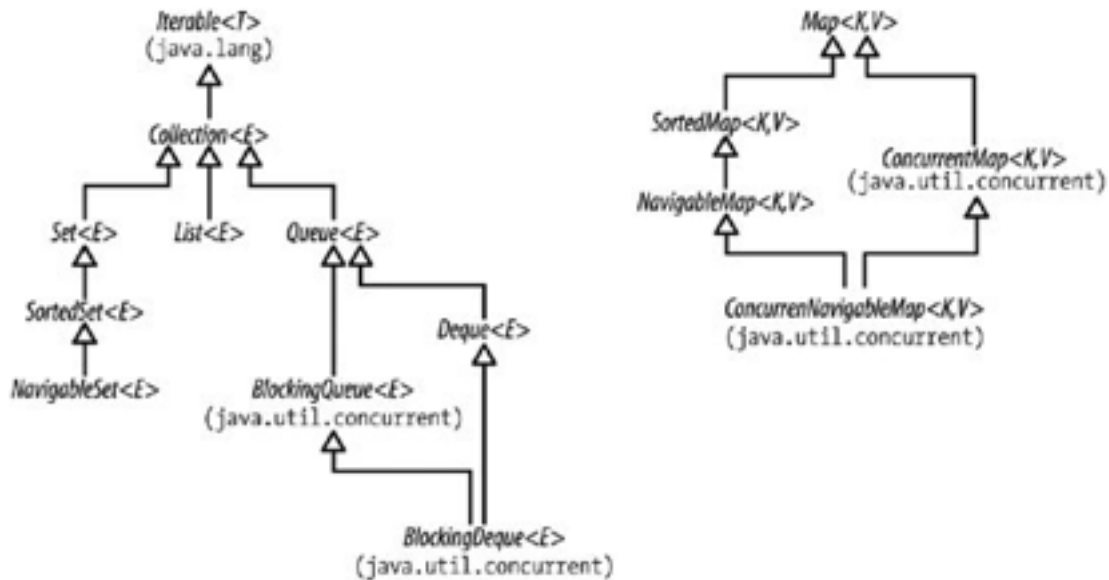 Iterable<T>
(java.lang)
Collection<E>
Set<E>
List<E>
Queue<E>
SortedSet<E>
Deque<E>
NavigableSet<E>
BlockingQueue<E>
(java.util.concurrent)
BlockingDeque<E>
(java.util.concurrent)
Map<K,V>
SortedMap<K,V>
ConcurrentMap<K,V>
(java.util.concurrent)
NavigableMap<K,V>
ConcurrenNavigableMap<K,V>
(java.util.concurrent)